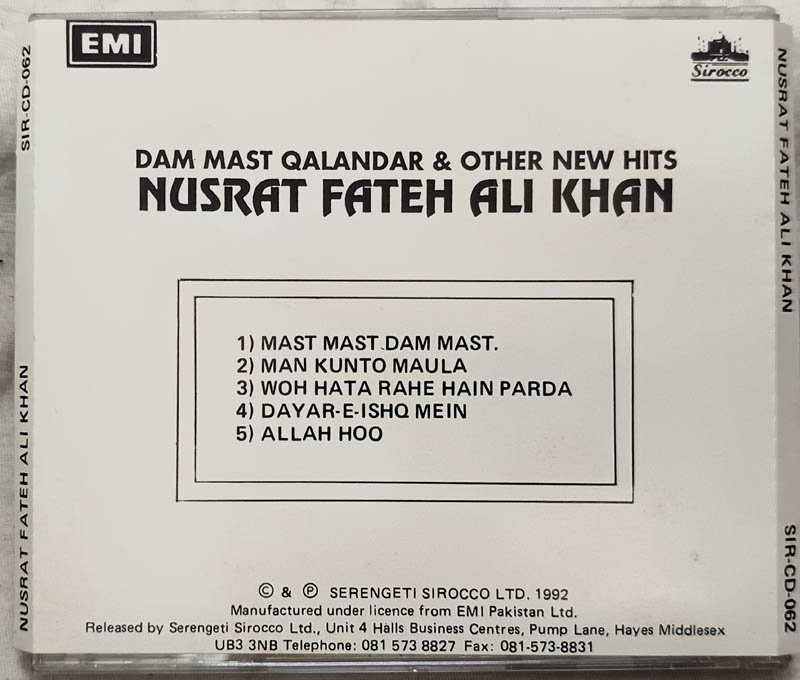 EMI
Sirocco
DAM MAST QALANDAR & OTHER NEW HITS
NUSRAT FATEH ALI KHAN
1) MAST MAST DAM MAST.
2) MAN KUNTO MAULA
3) WOH HATA RAHE HAIN PARDA
4) DAYAR-E-ISHQ MEIN
5) ALLAH HOO
© & ℗ SERENGETI SIROCCO LTD. 1992
Manufactured under licence from EMI Pakistan Ltd.
Released by Serengeti Sirocco Ltd., Unit 4 Halls Business Centres, Pump Lane, Hayes Middlesex
UB3 3NB Telephone: 081 573 8827 Fax: 081-573-8831
SIR-CD-062
NUSRAT FATEH ALI KHAN
NUSRAT FATEH ALI KHAN
SIR-CD-062